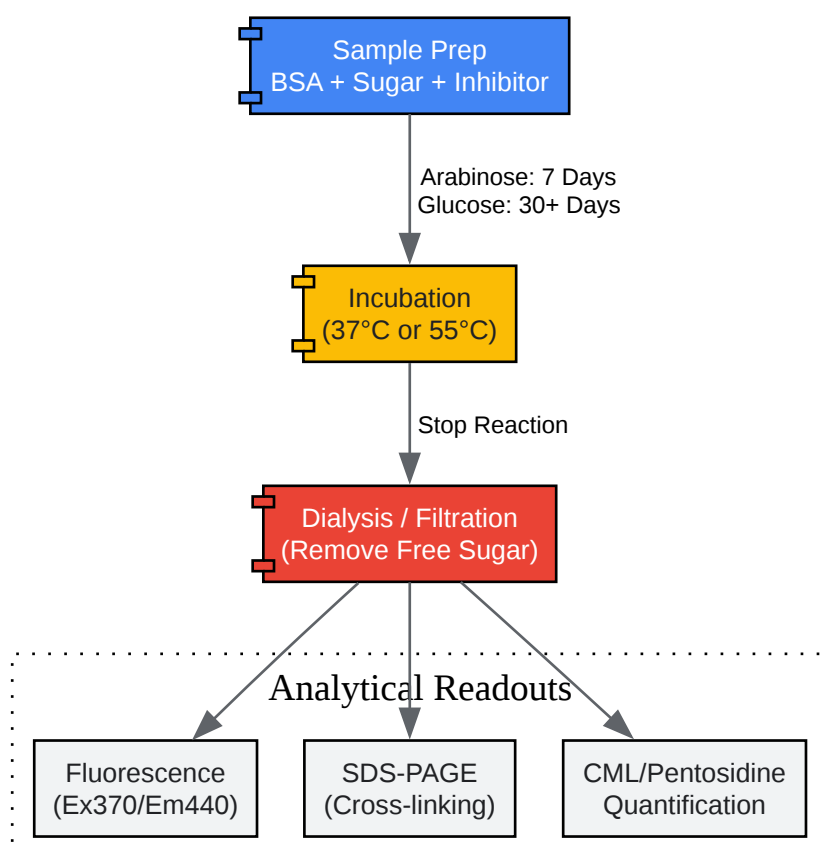 Sample Prep
BSA + Sugar + Inhibitor
Arabinose: 7 Days
Glucose: 30+ Days
Incubation
(37°C or 55°C)
Stop Reaction
Dialysis / Filtration
(Remove Free Sugar)
Analytical Readouts
Fluorescence
(Ex370/Em440)
SDS-PAGE
(Cross-linking)
CML/Pentosidine
Quantification